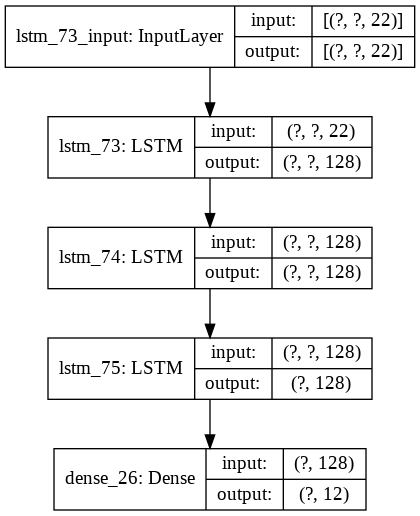 lstm_73_input: InputLayer
input: [(?, ?, 22)]
output: [(?, ?, 22)]
lstm_73: LSTM
input: (?, ?, 22)
output: (?, ?, 128)
lstm_74: LSTM
input: (?, ?, 128)
output: (?, ?, 128)
lstm_75: LSTM
input: (?, ?, 128)
output: (?, 128)
dense_26: Dense
input: (?, 128)
output: (?, 12)